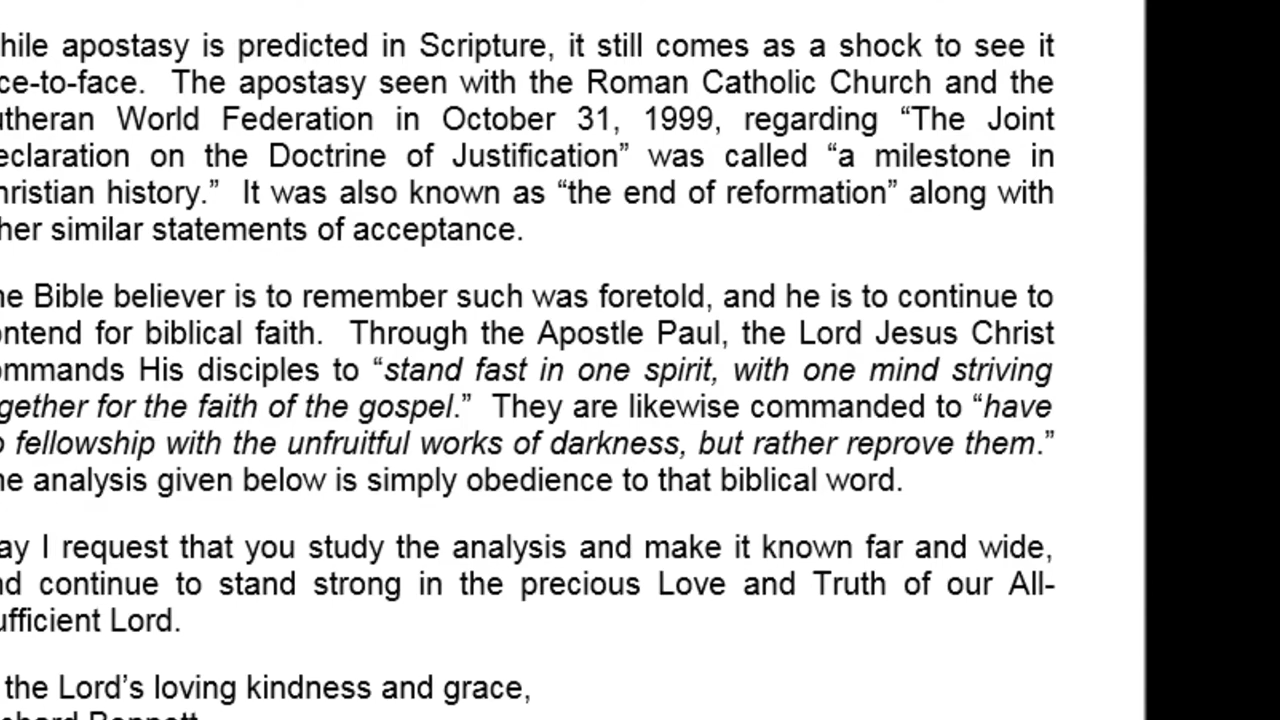 hile apostasy is predicted in Scripture, it still comes as a shock to see it
ce-to-face. The apostasy seen with the Roman Catholic Church and the
utheran World Federation in October 31, 1999, regarding “The Joint
eclaration on the Doctrine of Justification” was called “a milestone in
hristian history.” It was also known as “the end of reformation” along with
her similar statements of acceptance.
he Bible believer is to remember such was foretold, and he is to continue to
ontend for biblical faith. Through the Apostle Paul, the Lord Jesus Christ
ommands His disciples to “stand fast in one spirit, with one mind striving
gether for the faith of the gospel.” They are likewise commanded to “have
o fellowship with the unfruitful works of darkness, but rather reprove them.”
he analysis given below is simply obedience to that biblical word.
ay I request that you study the analysis and make it known far and wide,
nd continue to stand strong in the precious Love and Truth of our All-
ufficient Lord.
the Lord’s loving kindness and grace,
chard Bennett